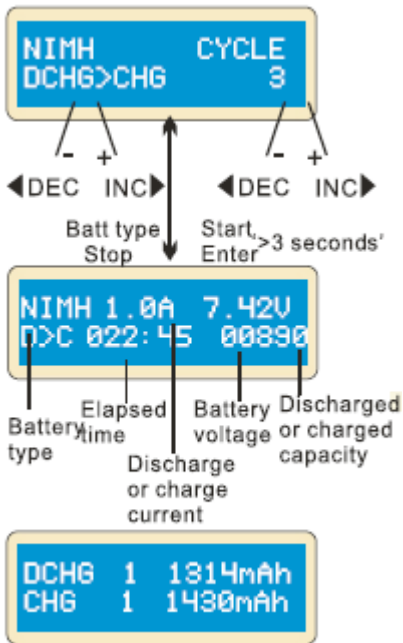 NIMH CYCLE
DCHG>CHG 3
- + - +
◀DEC INC▶ ◀DEC INC▶
Batt type
Stop
Start
Enter
'>3 seconds'
NIMH 1.0A 7.42V
D>C 022:45 00890
Battery
type
Elapsed
time
Discharge
or charge
current
Battery
voltage
Discharged
or charged
capacity
DCHG 1 1314mAh
CHG 1 1430mAh